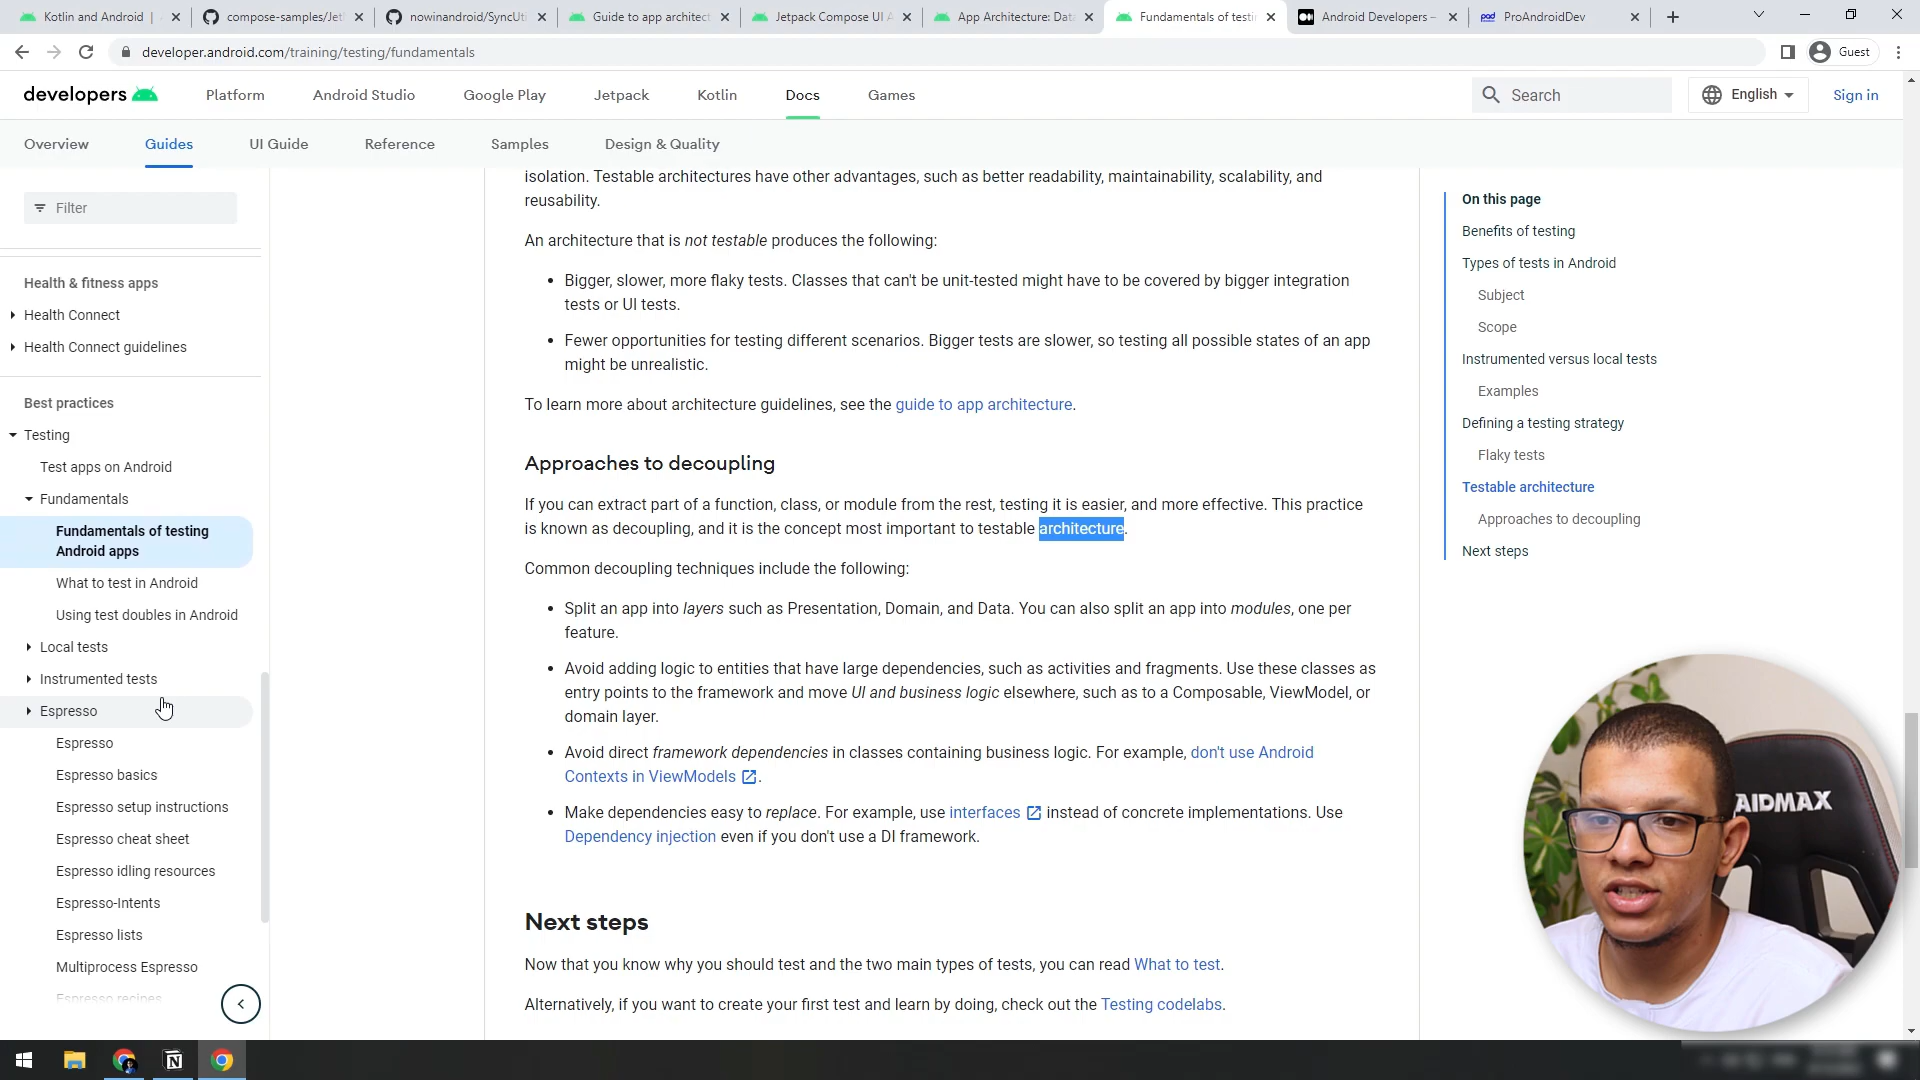 Kotlin and Android |
compose-samples/Jet
nowinandroid/SyncUti
Guide to app architect
Jetpack Compose UI A
App Architecture: Dat
Fundamentals of testi
Android Developers –
ProAndroidDev
developer.android.com/training/testing/fundamentals
Guest
developers
Platform
Android Studio
Google Play
Jetpack
Kotlin
Docs
Games
Search
English
Sign in
Overview
Guides
UI Guide
Reference
Samples
Design & Quality
Filter
Health & fitness apps
Health Connect
Health Connect guidelines
Best practices
Testing
Test apps on Android
Fundamentals
Fundamentals of testing
Android apps
What to test in Android
Using test doubles in Android
Local tests
Instrumented tests
Espresso
Espresso
Espresso basics
Espresso setup instructions
Espresso cheat sheet
Espresso idling resources
Espresso-Intents
Espresso lists
Multiprocess Espresso
Espresso recipes
isolation. Testable architectures have other advantages, such as better readability, maintainability, scalability, and
reusability.
An architecture that is not testable produces the following:
• Bigger, slower, more flaky tests. Classes that can't be unit-tested might have to be covered by bigger integration
tests or UI tests.
• Fewer opportunities for testing different scenarios. Bigger tests are slower, so testing all possible states of an app
might be unrealistic.
To learn more about architecture guidelines, see the guide to app architecture.
Approaches to decoupling
If you can extract part of a function, class, or module from the rest, testing it is easier, and more effective. This practice
is known as decoupling, and it is the concept most important to testable architecture.
Common decoupling techniques include the following:
• Split an app into layers such as Presentation, Domain, and Data. You can also split an app into modules, one per
feature.
• Avoid adding logic to entities that have large dependencies, such as activities and fragments. Use these classes as
entry points to the framework and move UI and business logic elsewhere, such as to a Composable, ViewModel, or
domain layer.
• Avoid direct framework dependencies in classes containing business logic. For example, don't use Android
Contexts in ViewModels.
• Make dependencies easy to replace. For example, use interfaces instead of concrete implementations. Use
Dependency injection even if you don't use a DI framework.
Next steps
Now that you know why you should test and the two main types of tests, you can read What to test.
Alternatively, if you want to create your first test and learn by doing, check out the Testing codelabs.
On this page
Benefits of testing
Types of tests in Android
Subject
Scope
Instrumented versus local tests
Examples
Defining a testing strategy
Flaky tests
Testable architecture
Approaches to decoupling
Next steps
AIDMAX